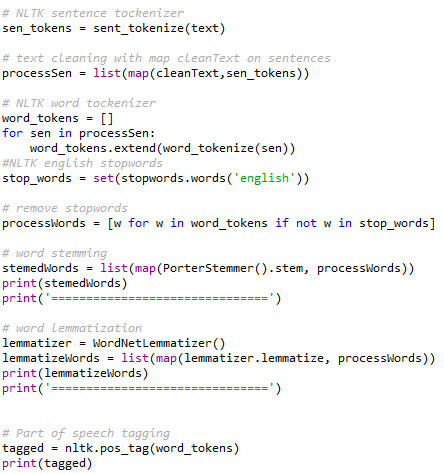 # NLTK sentence tockenizer
sen_tokens = sent_tokenize(text)

# text cleaning with map cleanText on sentences
processSen = list(map(cleanText,sen_tokens))

# NLTK word tockenizer
word_tokens = []
for sen in processSen:
    word_tokens.extend(word_tokenize(sen))
#NLTK english stopwords
stop_words = set(stopwords.words('english'))

# remove stopwords
processWords = [w for w in word_tokens if not w in stop_words]

# word stemming
stemedWords = list(map(PorterStemmer().stem, processWords))
print(stemedWords)
print('===============================')

# word lemmatization
lemmatizer = WordNetLemmatizer()
lemmatizeWords = list(map(lemmatizer.lemmatize, processWords))
print(lemmatizeWords)
print('===============================')


# Part of speech tagging
tagged = nltk.pos_tag(word_tokens)
print(tagged)